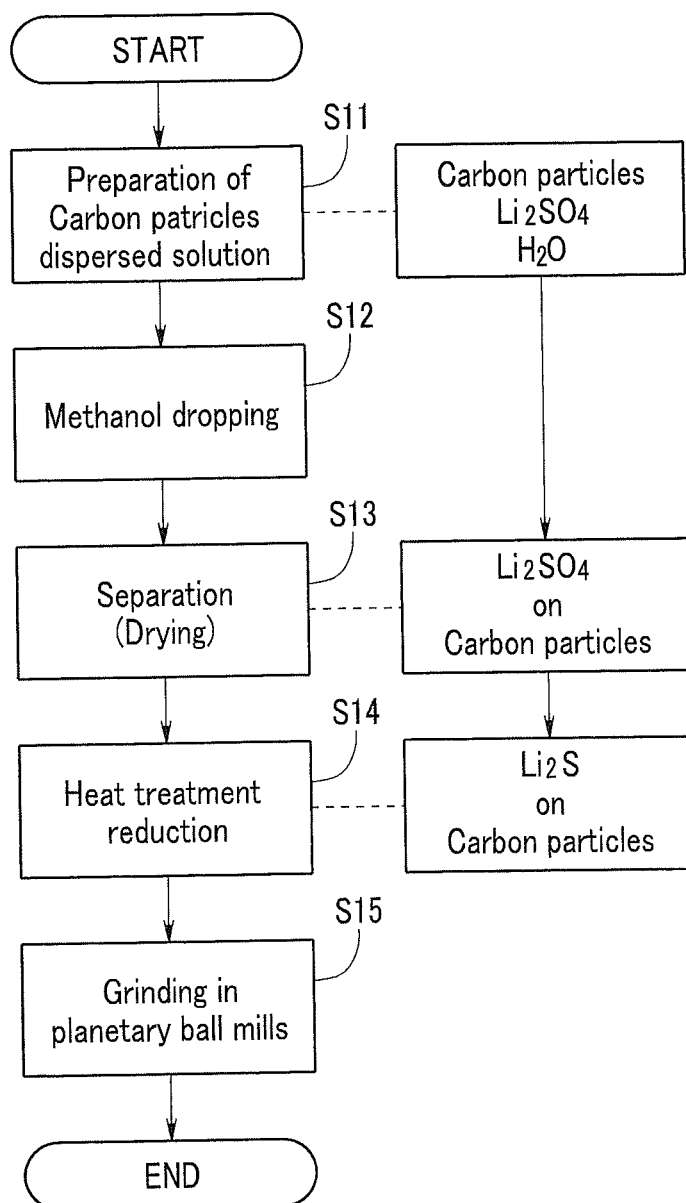 START
S11
Preparation of
Carbon patricles
dispersed solution
Carbon particles
Li2SO4
H2O
S12
Methanol dropping
S13
Separation
(Drying)
Li2SO4
on
Carbon particles
S14
Heat treatment
reduction
Li2S
on
Carbon particles
S15
Grinding in
planetary ball mills
END